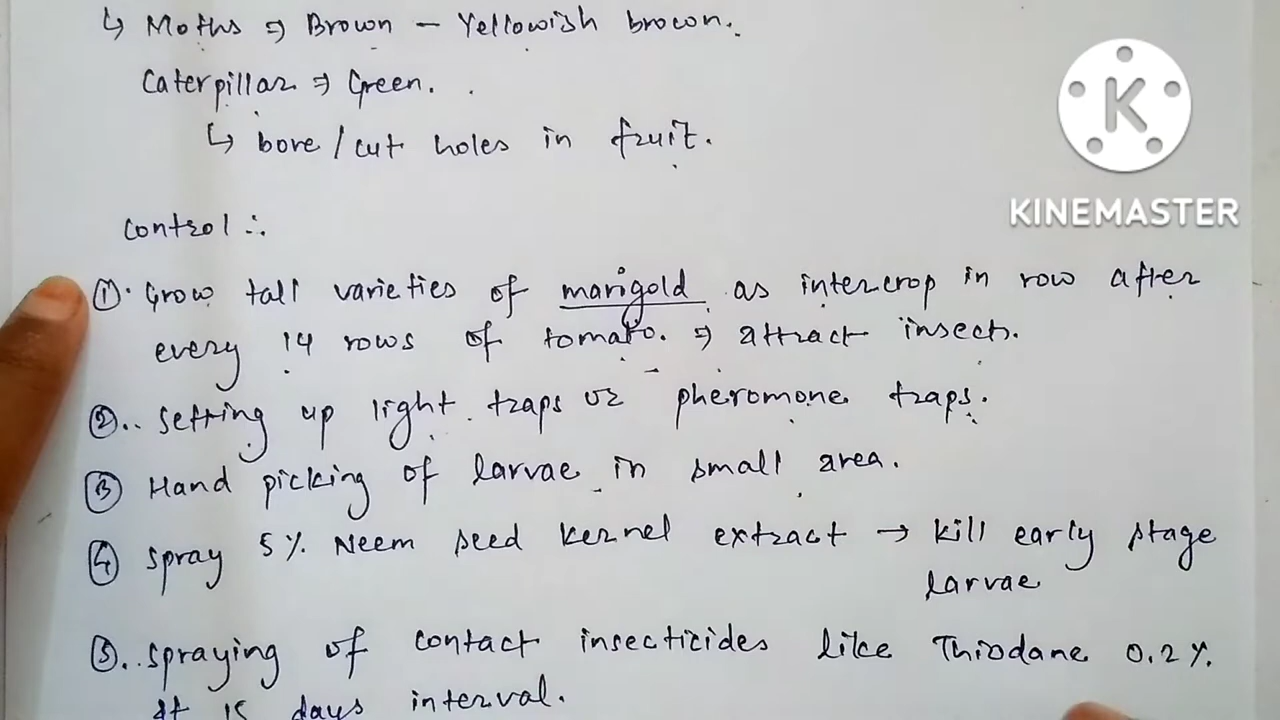 ↳ Moths ⇒ Brown - Yellowish brown.
Caterpillar ⇒ Green.
↳ bore / cut holes in fruit.
K
KINEMASTER
Control :.
① Grow tall varieties of marigold as intercrop in row after
every 14 rows of tomato. ⇒ attract insects.
②.. Setting up light traps or pheromone traps.
③ Hand picking of larvae in small area.
④ Spray 5% Neem seed kernel extract → kill early stage
larvae
⑤.. Spraying of contact insecticides like Thiodane 0.2%.
At 15 days interval.